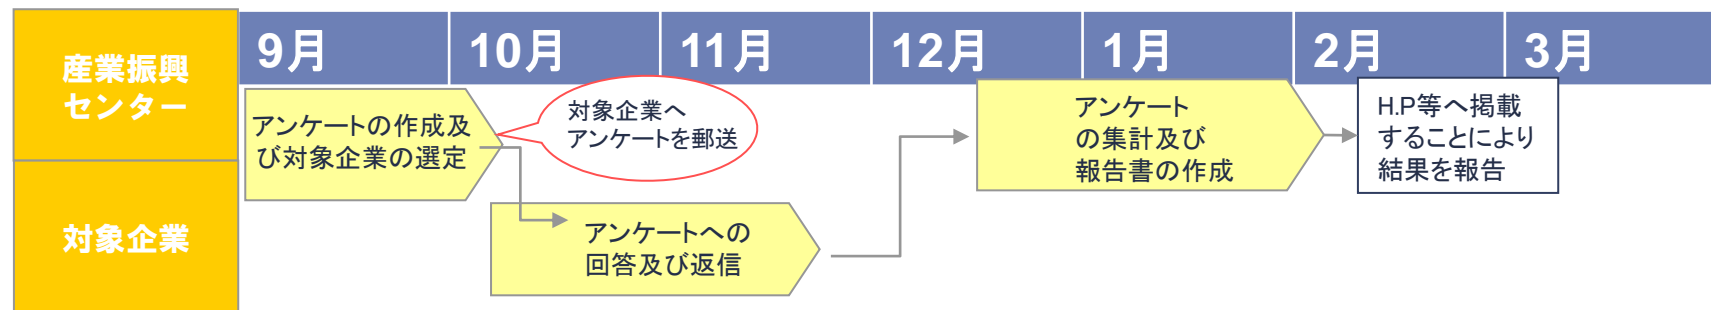 産業振興
センター
9月
10月
11月
12月
1月
2月
3月
アンケートの作成及
び対象企業の選定
対象企業へ
アンケートを郵送
アンケート
の集計及び
報告書の作成
H.P等へ掲載
することにより
結果を報告
対象企業
アンケートへの
回答及び返信